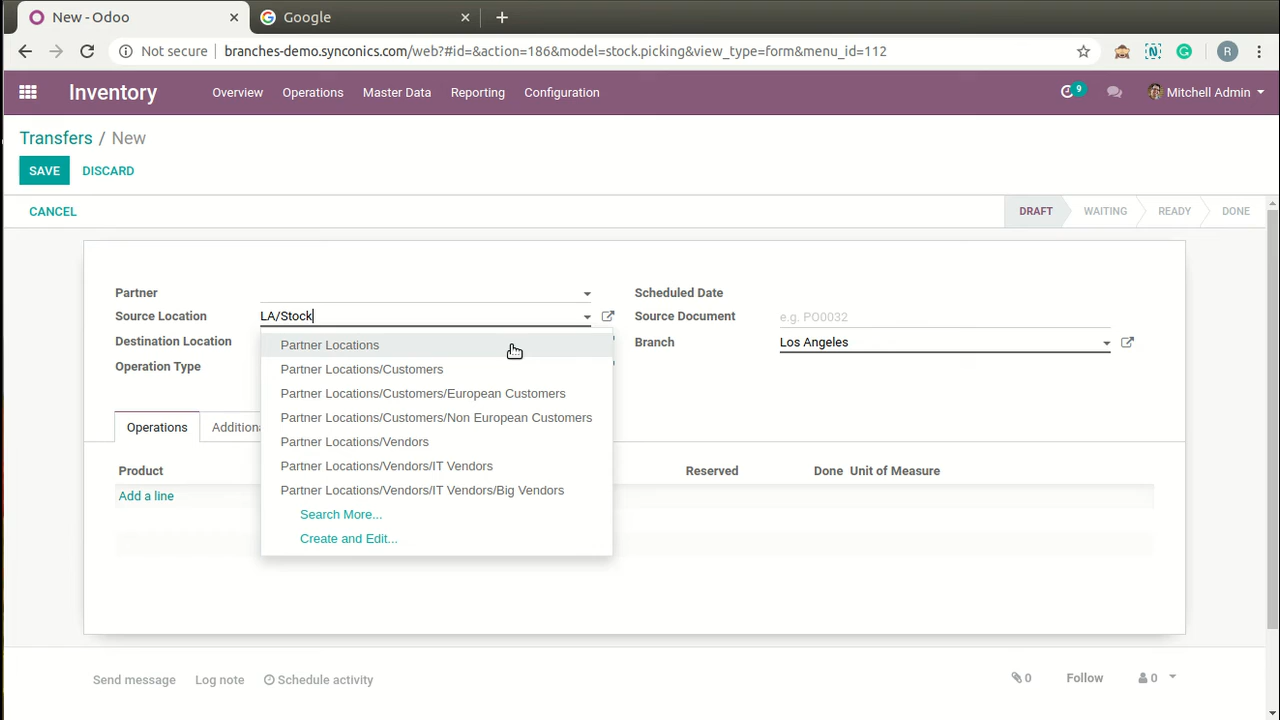 New - Odoo
Google
Not secure
branches-demo.synconics.com/web?#id=&action=186&model=stock.picking&view_type=form&menu_id=112
R
Inventory
Overview
Operations
Master Data
Reporting
Configuration
9
Mitchell Admin
Transfers / New
SAVE
DISCARD
CANCEL
DRAFT
WAITING
READY
DONE
Partner
Scheduled Date
Source Location
LA/Stock
Source Document
e.g. PO0032
Destination Location
Branch
Los Angeles
Operation Type
Partner Locations
Partner Locations/Customers
Partner Locations/Customers/European Customers
Partner Locations/Customers/Non European Customers
Partner Locations/Vendors
Partner Locations/Vendors/IT Vendors
Partner Locations/Vendors/IT Vendors/Big Vendors
Search More...
Create and Edit...
Operations
Product
Reserved
Done
Unit of Measure
Add a line
Send message
Log note
Schedule activity
0
Follow
0